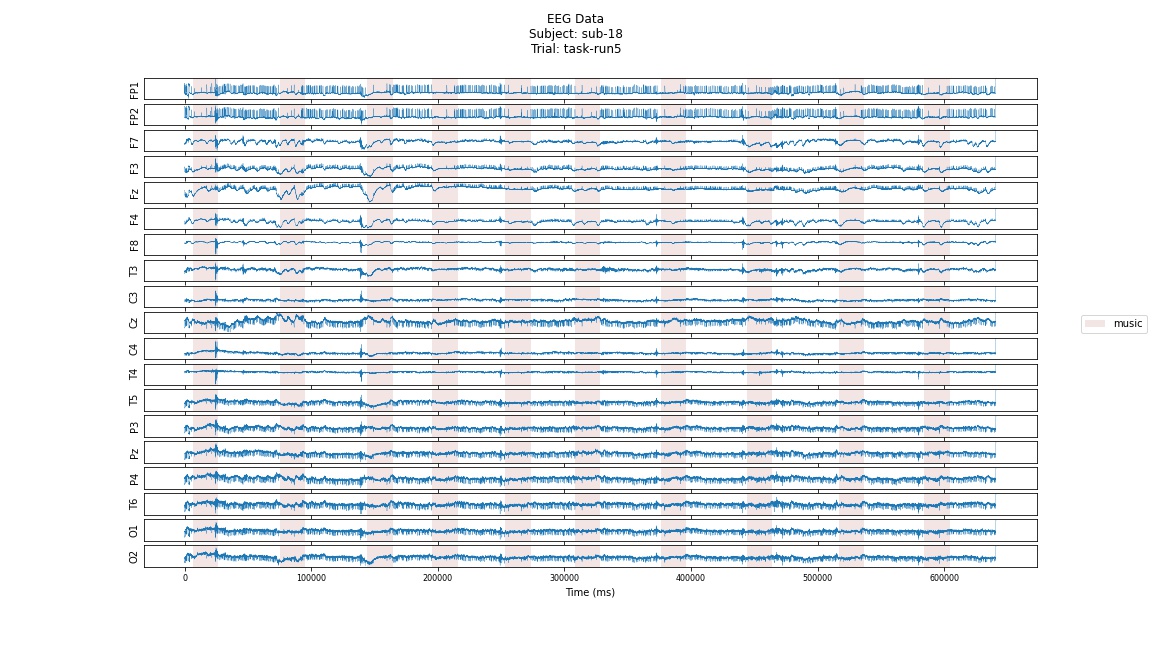 EEG Data
Subject: sub-18
Trial: task-run5
FP1
FP2
F7
F3
Fz
F4
F8
T3
C3
Cz
C4
T4
T5
P3
Pz
P4
T6
O1
O2
music
0 100000 200000 300000 400000 500000 600000
Time (ms)